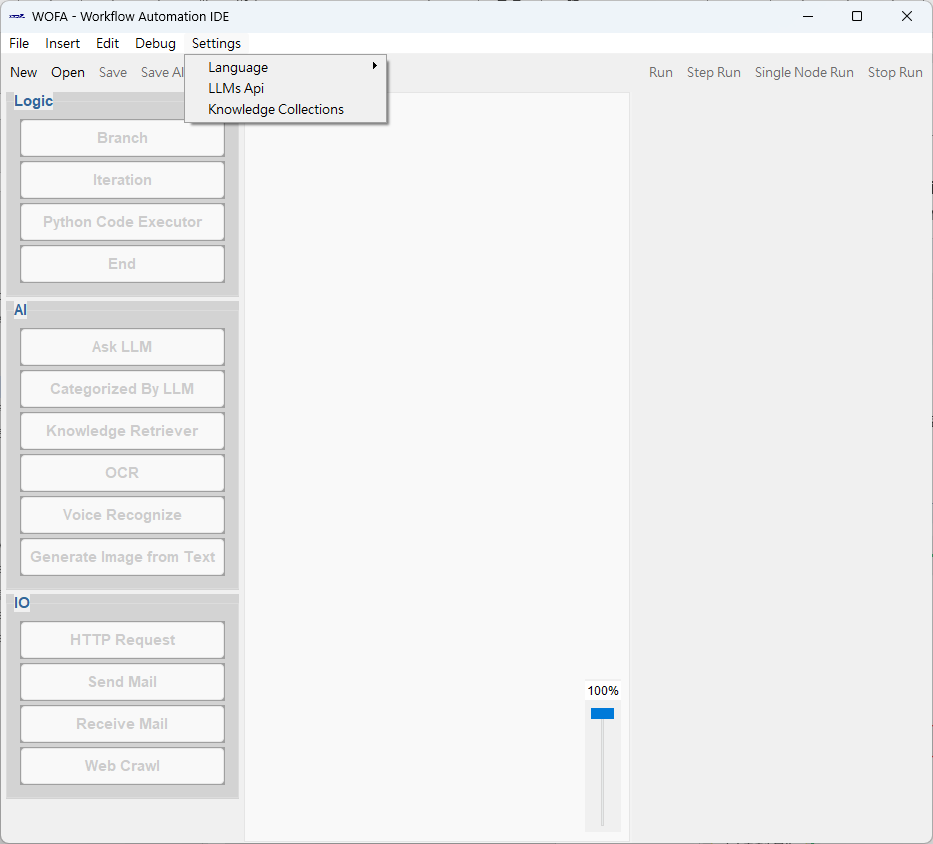 WOFA - Workflow Automation IDE
File Insert Edit Debug Settings
New Open Save Save Al
Run Step Run Single Node Run Stop Run
Language
LLMs Api
Knowledge Collections
Logic
Branch
Iteration
Python Code Executor
End
AI
Ask LLM
Categorized By LLM
Knowledge Retriever
OCR
Voice Recognize
Generate Image from Text
IO
HTTP Request
Send Mail
Receive Mail
Web Crawl
100%